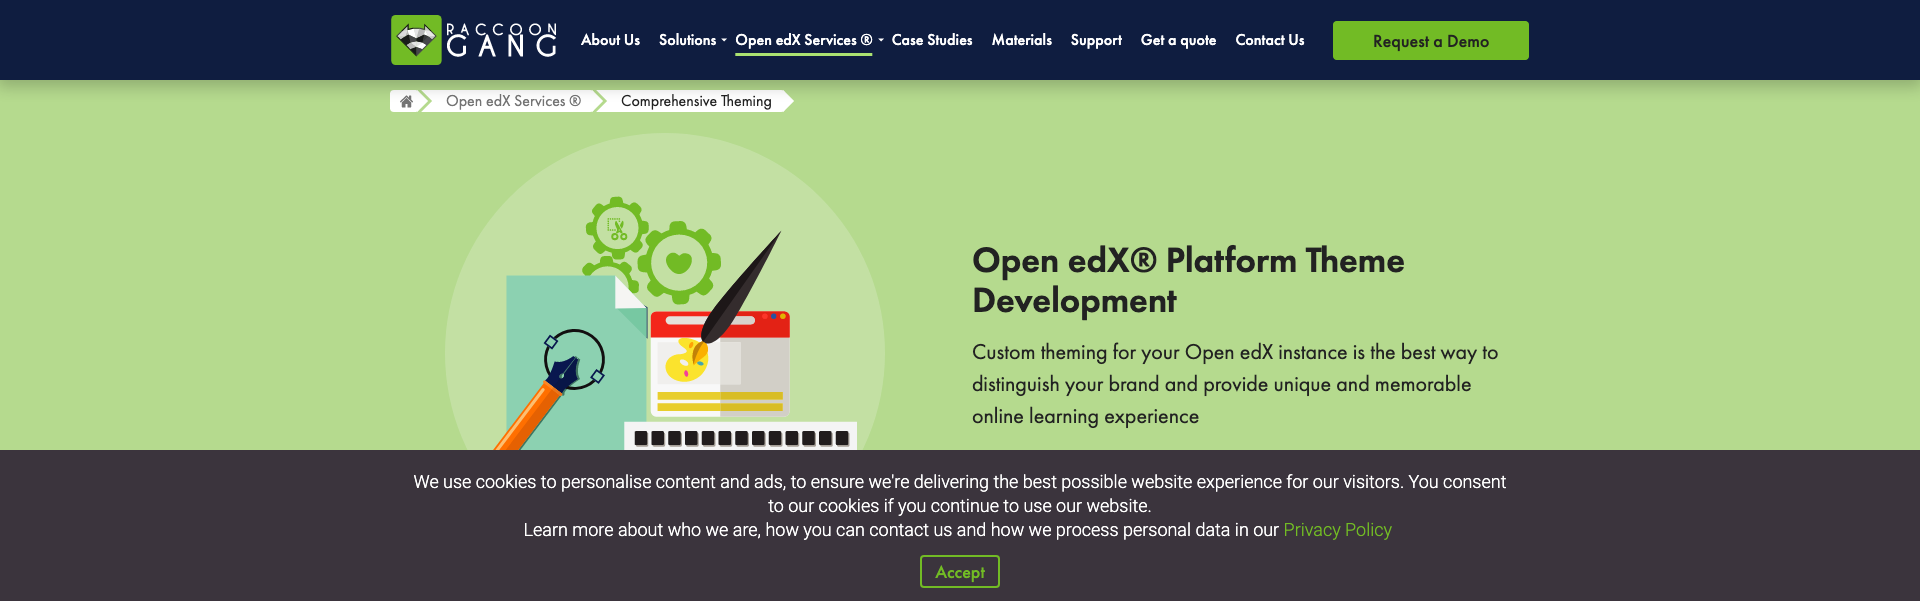 RACCOON
GANG
About Us Solutions Open edX Services ® Case Studies Materials Support Get a quote Contact Us Request a Demo
Open edX Services ® Comprehensive Theming
Open edX® Platform Theme
Development
Custom theming for your Open edX instance is the best way to
distinguish your brand and provide unique and memorable
online learning experience
We use cookies to personalise content and ads, to ensure we're delivering the best possible website experience for our visitors. You consent
to our cookies if you continue to use our website.
Learn more about who we are, how you can contact us and how we process personal data in our Privacy Policy
Accept